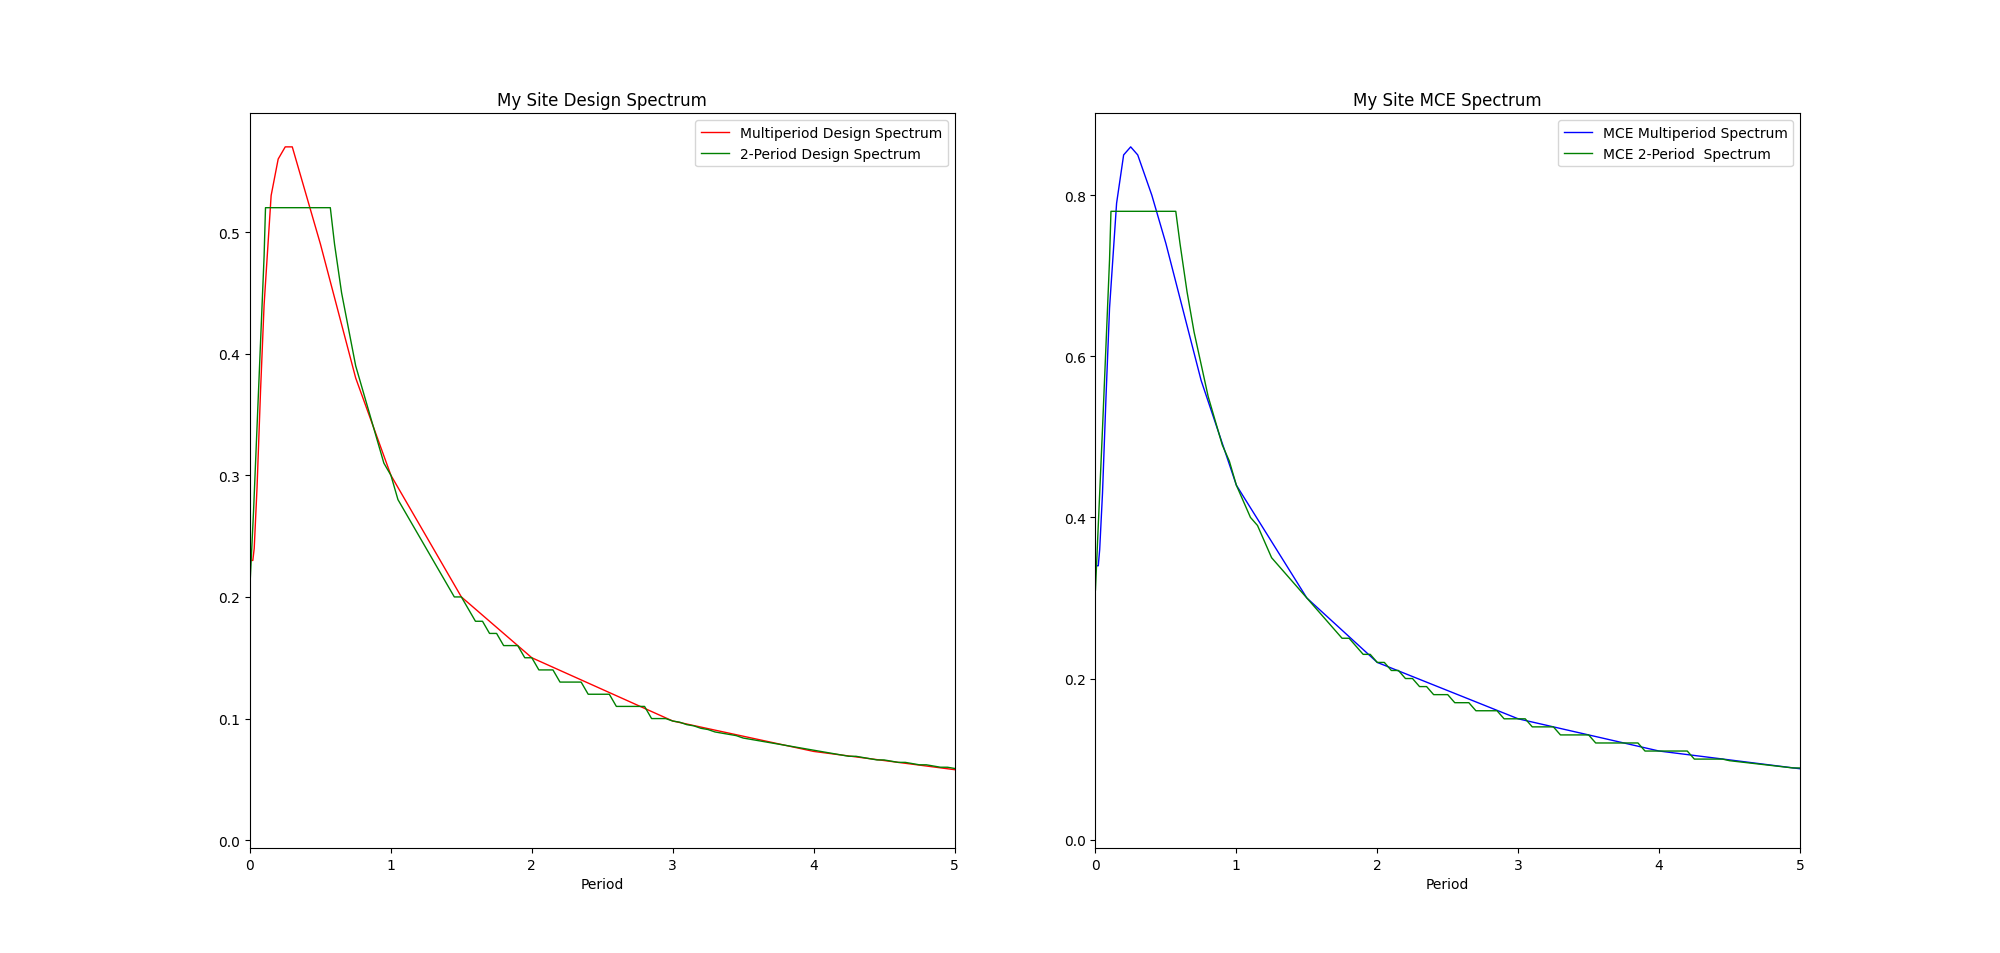 My Site Design Spectrum
Multiperiod Design Spectrum
2-Period Design Spectrum
0.5
0.4
0.3
0.2
0.1
0.0
0 1 2 3 4 5
Period
My Site MCE Spectrum
MCE Multiperiod Spectrum
MCE 2-Period  Spectrum
0.8
0.6
0.4
0.2
0.0
0 1 2 3 4 5
Period